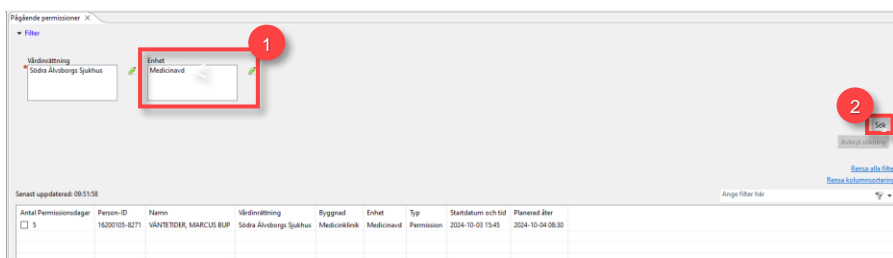 Pågående permissioner
Filter
1
Vårdinrättning
Enhet
* Södra Älvsborgs Sjukhus
Medicinavd
2
Sök
Avbryt sökning
Rensa alla filte
Rensa kolumnsortering
Senast uppdaterad: 09:51:58
Ange filter här
Antal Permissionsdagar Person-ID Namn Vårdinrättning Byggnad Enhet Typ Startdatum och tid Planerad åter
5 16200105-8271 VÄNTETIDER, MARCUS BUP Södra Älvsborgs Sjukhus Medicinklinik Medicinavd Permission 2024-10-03 15:45 2024-10-04 08:30